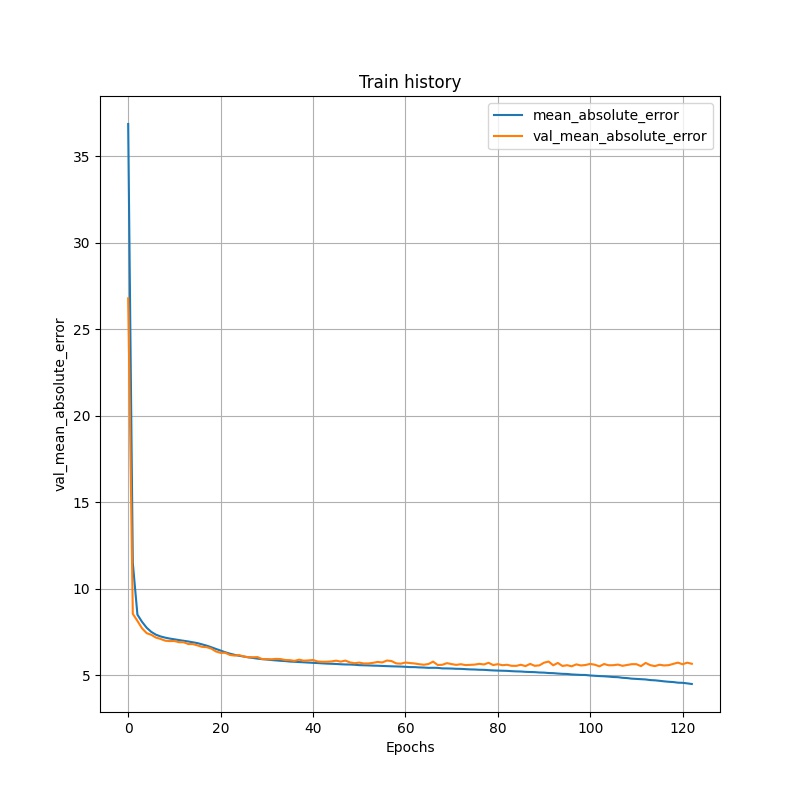 Train history
mean_absolute_error
val_mean_absolute_error
val_mean_absolute_error
35
30
25
20
15
10
5
0 20 40 60 80 100 120
Epochs